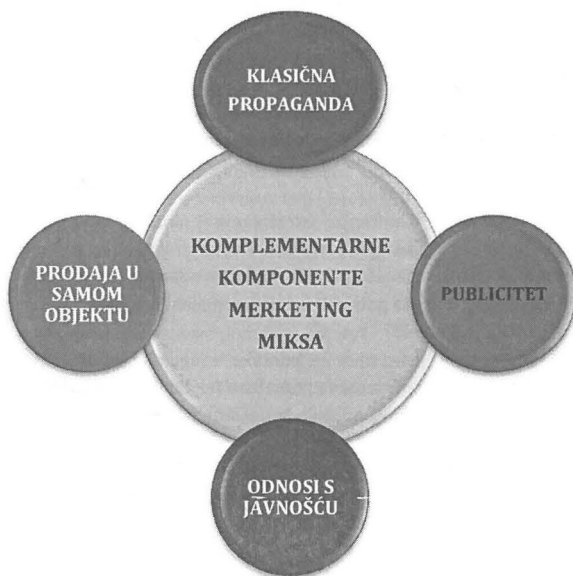 KLASIČNA
PROPAGANDA
KOMPLEMENTARNE
KOMPONENTE
MERKETING
MIKSA
PRODAJA U
SAMOM
OBJEKTU
PUBLICITET
ODNOSI S
JAVNOŠĆU